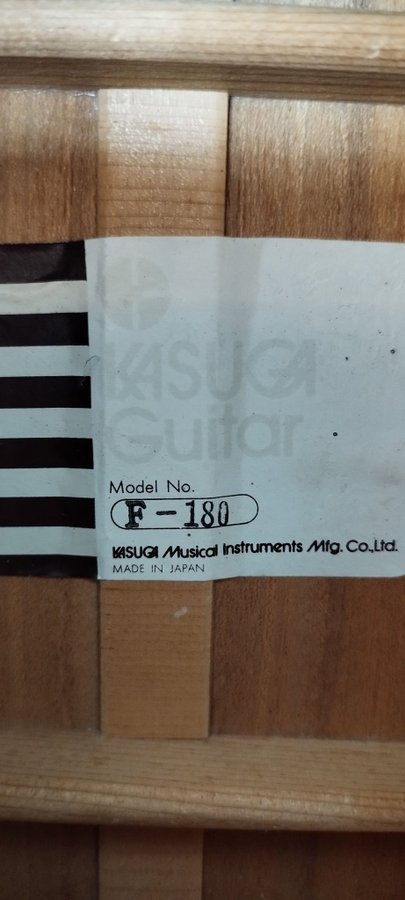 KASUGA
Guitar
Model No.
F-180
KASUGA Musical Instruments Mfg. Co.,Ltd.
MADE IN JAPAN